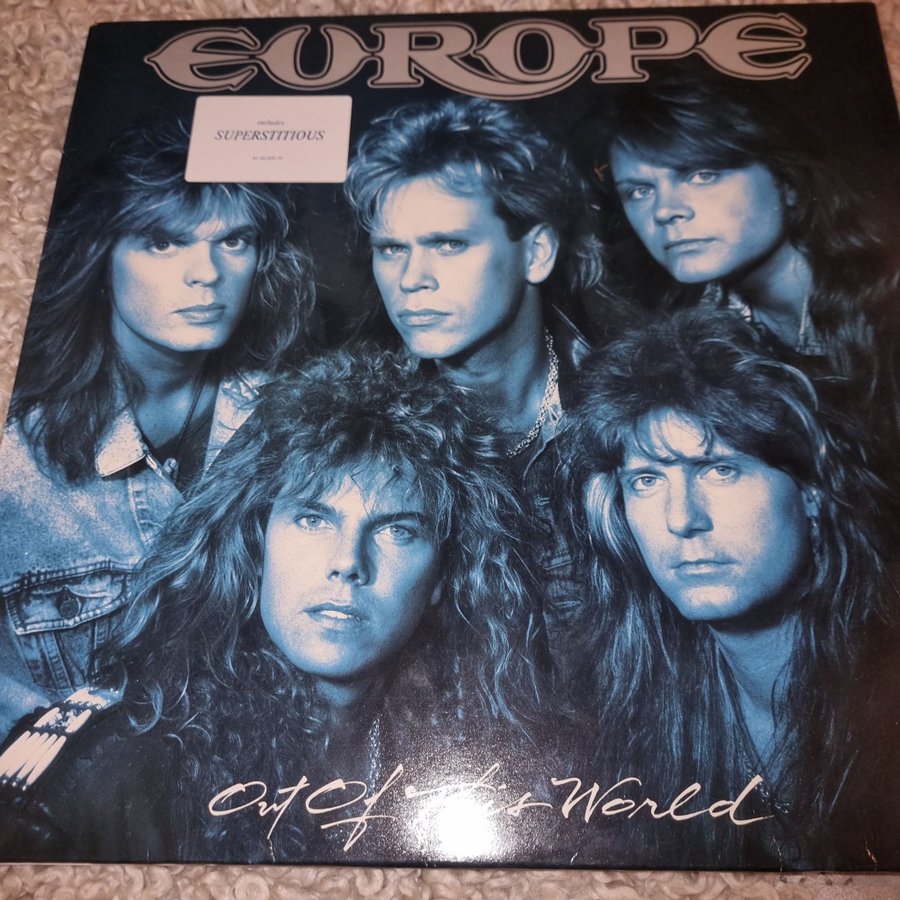 EUROPE
includes
SUPERSTITIOUS
Out Of This World